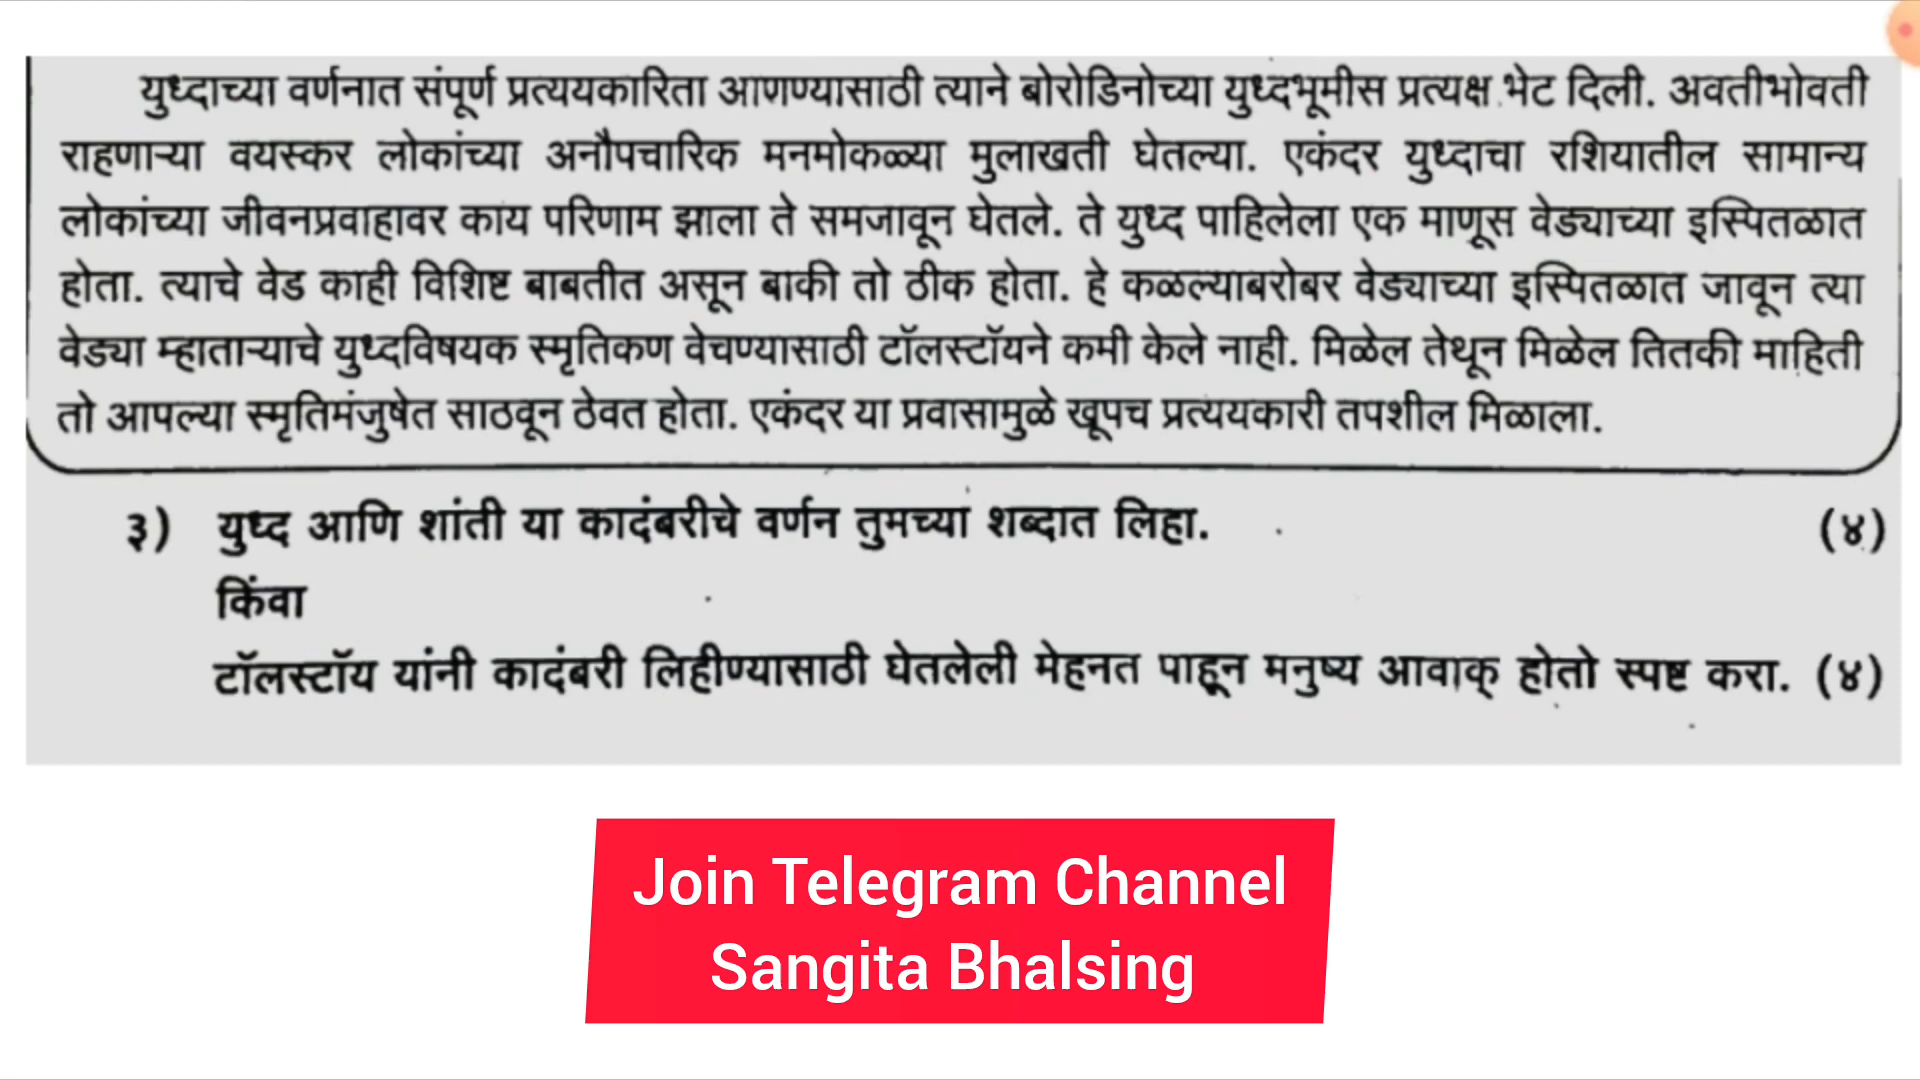 युध्दाच्या वर्णनात संपूर्ण प्रत्ययकारिता आणण्यासाठी त्याने बोरोडिनोच्या युध्दभूमीस प्रत्यक्ष भेट दिली. अवतीभोवती
राहणाऱ्या वयस्कर लोकांच्या अनौपचारिक मनमोकळ्या मुलाखती घेतल्या. एकंदर युध्दाचा रशियातील सामान्य
लोकांच्या जीवनप्रवाहावर काय परिणाम झाला ते समजावून घेतले. ते युध्द पाहिलेला एक माणूस वेड्याच्या इस्पितळात
होता. त्याचे वेड काही विशिष्ट बाबतीत असून बाकी तो ठीक होता. हे कळल्याबरोबर वेड्याच्या इस्पितळात जावून त्या
वेड्या म्हाताऱ्याचे युध्दविषयक स्मृतिकण वेचण्यासाठी टॉलस्टॉयने कमी केले नाही. मिळेल तेथून मिळेल तितकी माहिती
तो आपल्या स्मृतिमंजुषेत साठवून ठेवत होता. एकंदर या प्रवासामुळे खूपच प्रत्ययकारी तपशील मिळाला.
३) युध्द आणि शांती या कादंबरीचे वर्णन तुमच्या शब्दात लिहा. (४)
किंवा
टॉलस्टॉय यांनी कादंबरी लिहीण्यासाठी घेतलेली मेहनत पाहून मनुष्य आवाक् होतो स्पष्ट करा. (४)
Join Telegram Channel
Sangita Bhalsing